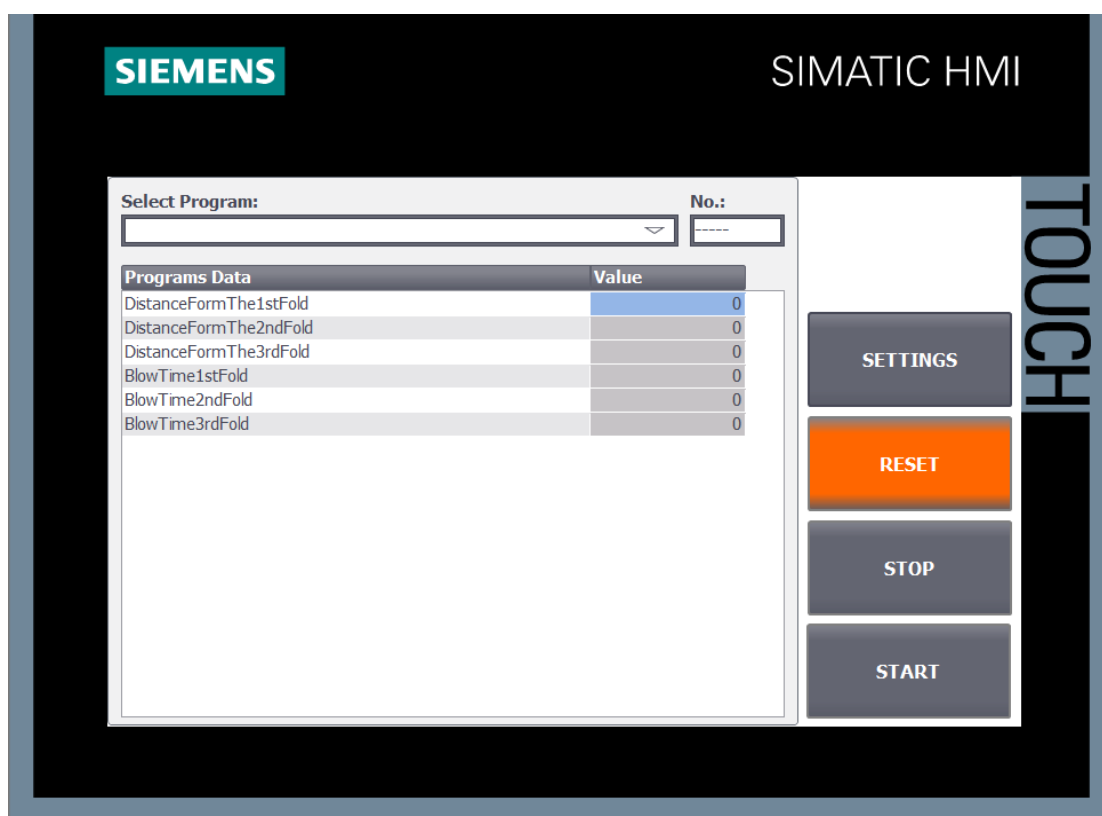 SIEMENS
SIMATIC HMI
TOUCH
Select Program: No.:
-----
Programs Data Value
DistanceFormThe1stFold 0
DistanceFormThe2ndFold 0
DistanceFormThe3rdFold 0
BlowTime1stFold 0
BlowTime2ndFold 0
BlowTime3rdFold 0
SETTINGS
RESET
STOP
START